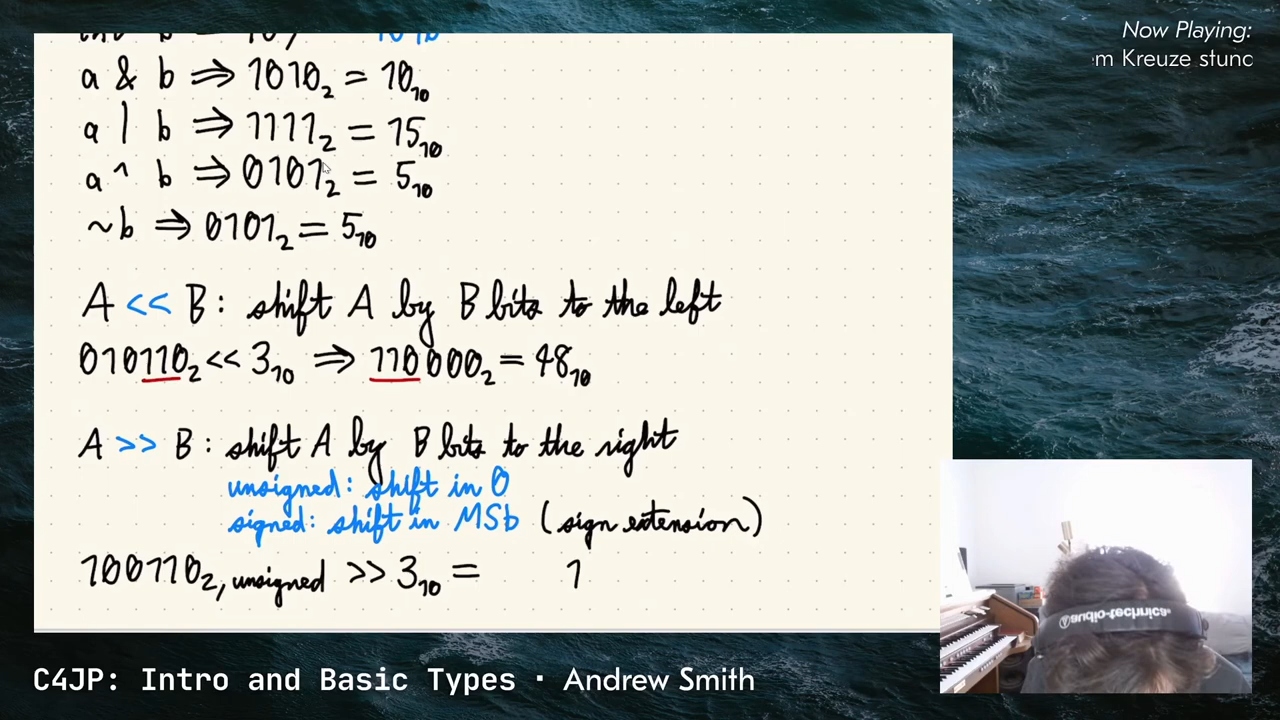 Now Playing:
m Kreuze stunc
a & b ⇒ 1010₂ = 10₁₀
a | b ⇒ 1111₂ = 15₁₀
a ^ b ⇒ 0101₂ = 5₁₀
~b ⇒ 0101₂ = 5₁₀
A << B: shift A by B bits to the left
010110₂ << 3₁₀ ⇒ 110000₂ = 48₁₀
A >> B: shift A by B bits to the right
unsigned: shift in 0
signed: shift in MSb (sign extension)
100110₂, unsigned >> 3₁₀ = 1
audio-technica
C4JP: Intro and Basic Types · Andrew Smith